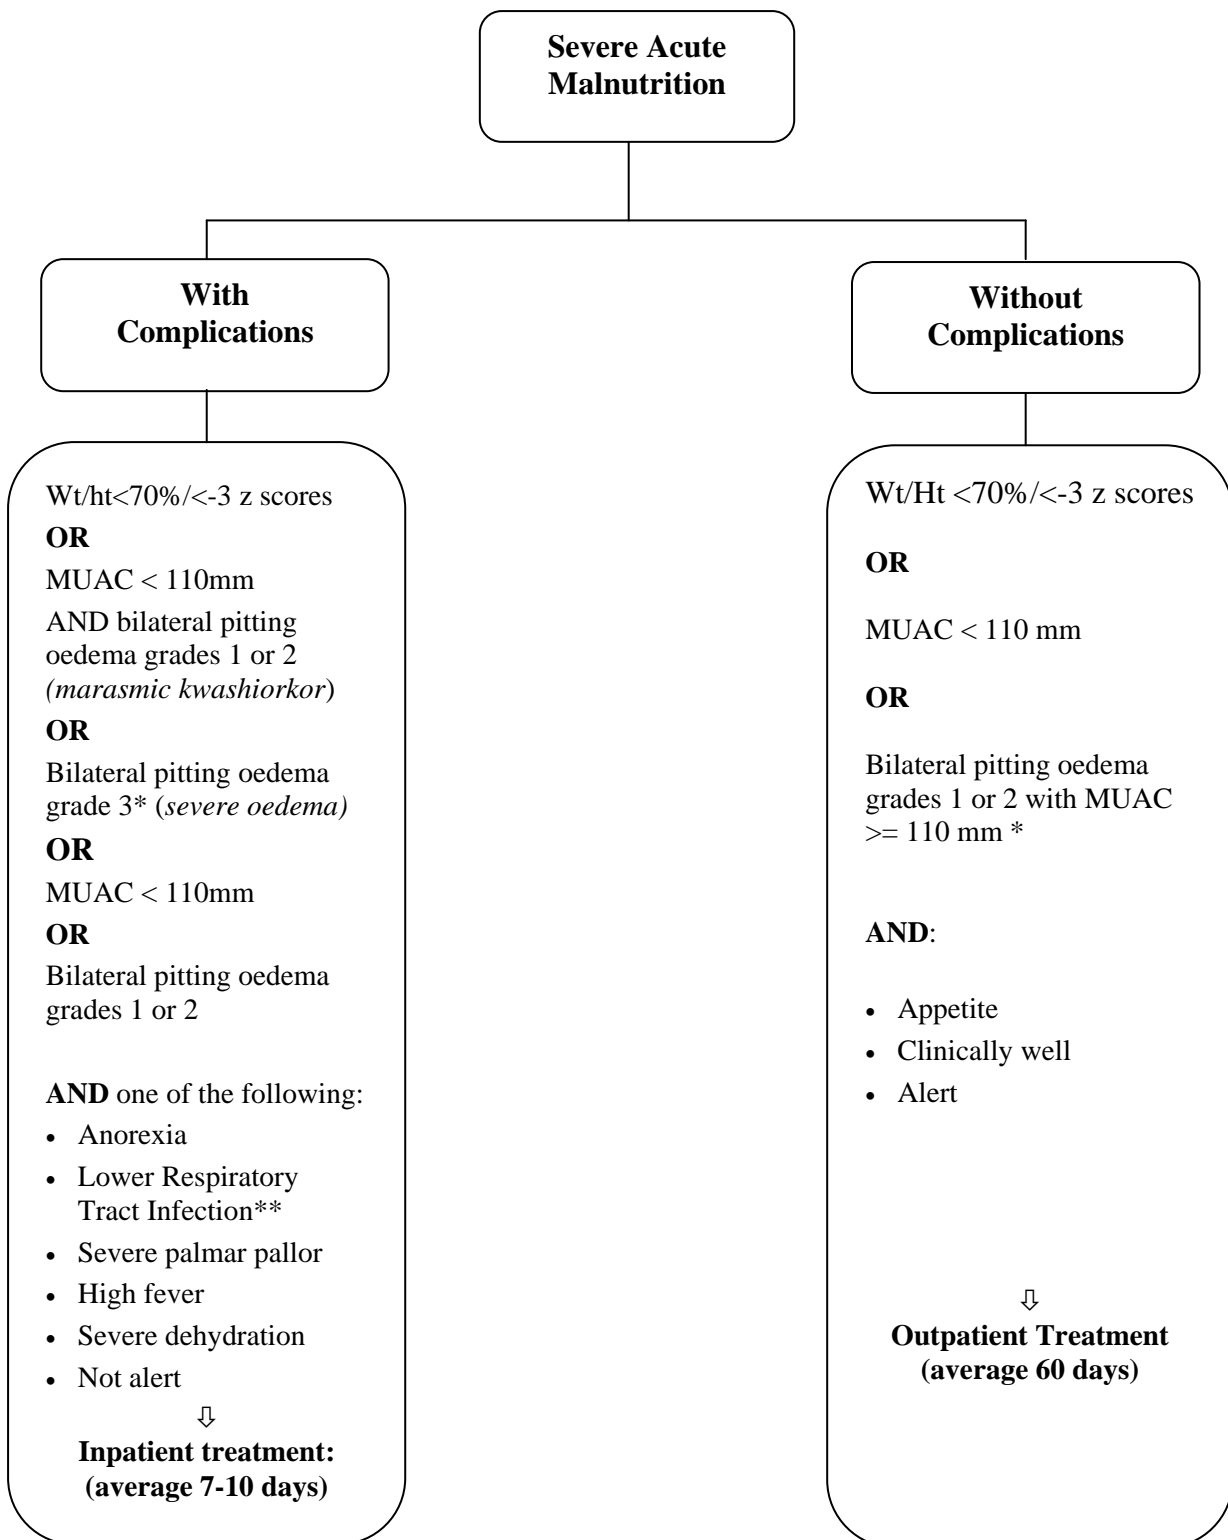 Severe Acute
Malnutrition
With
Complications
Wt/ht<70%/<-3 z scores
OR
MUAC < 110mm
AND bilateral pitting
oedema grades 1 or 2
(marasmic kwashiorkor)
OR
Bilateral pitting oedema
grade 3* (severe oedema)
OR
MUAC < 110mm
OR
Bilateral pitting oedema
grades 1 or 2
AND one of the following:
• Anorexia
• Lower Respiratory
Tract Infection**
• Severe palmar pallor
• High fever
• Severe dehydration
• Not alert
⇩
Inpatient treatment:
(average 7-10 days)
Without
Complications
Wt/Ht <70%/<-3 z scores
OR
MUAC < 110 mm
OR
Bilateral pitting oedema
grades 1 or 2 with MUAC
>= 110 mm *
AND:
• Appetite
• Clinically well
• Alert
⇩
Outpatient Treatment
(average 60 days)